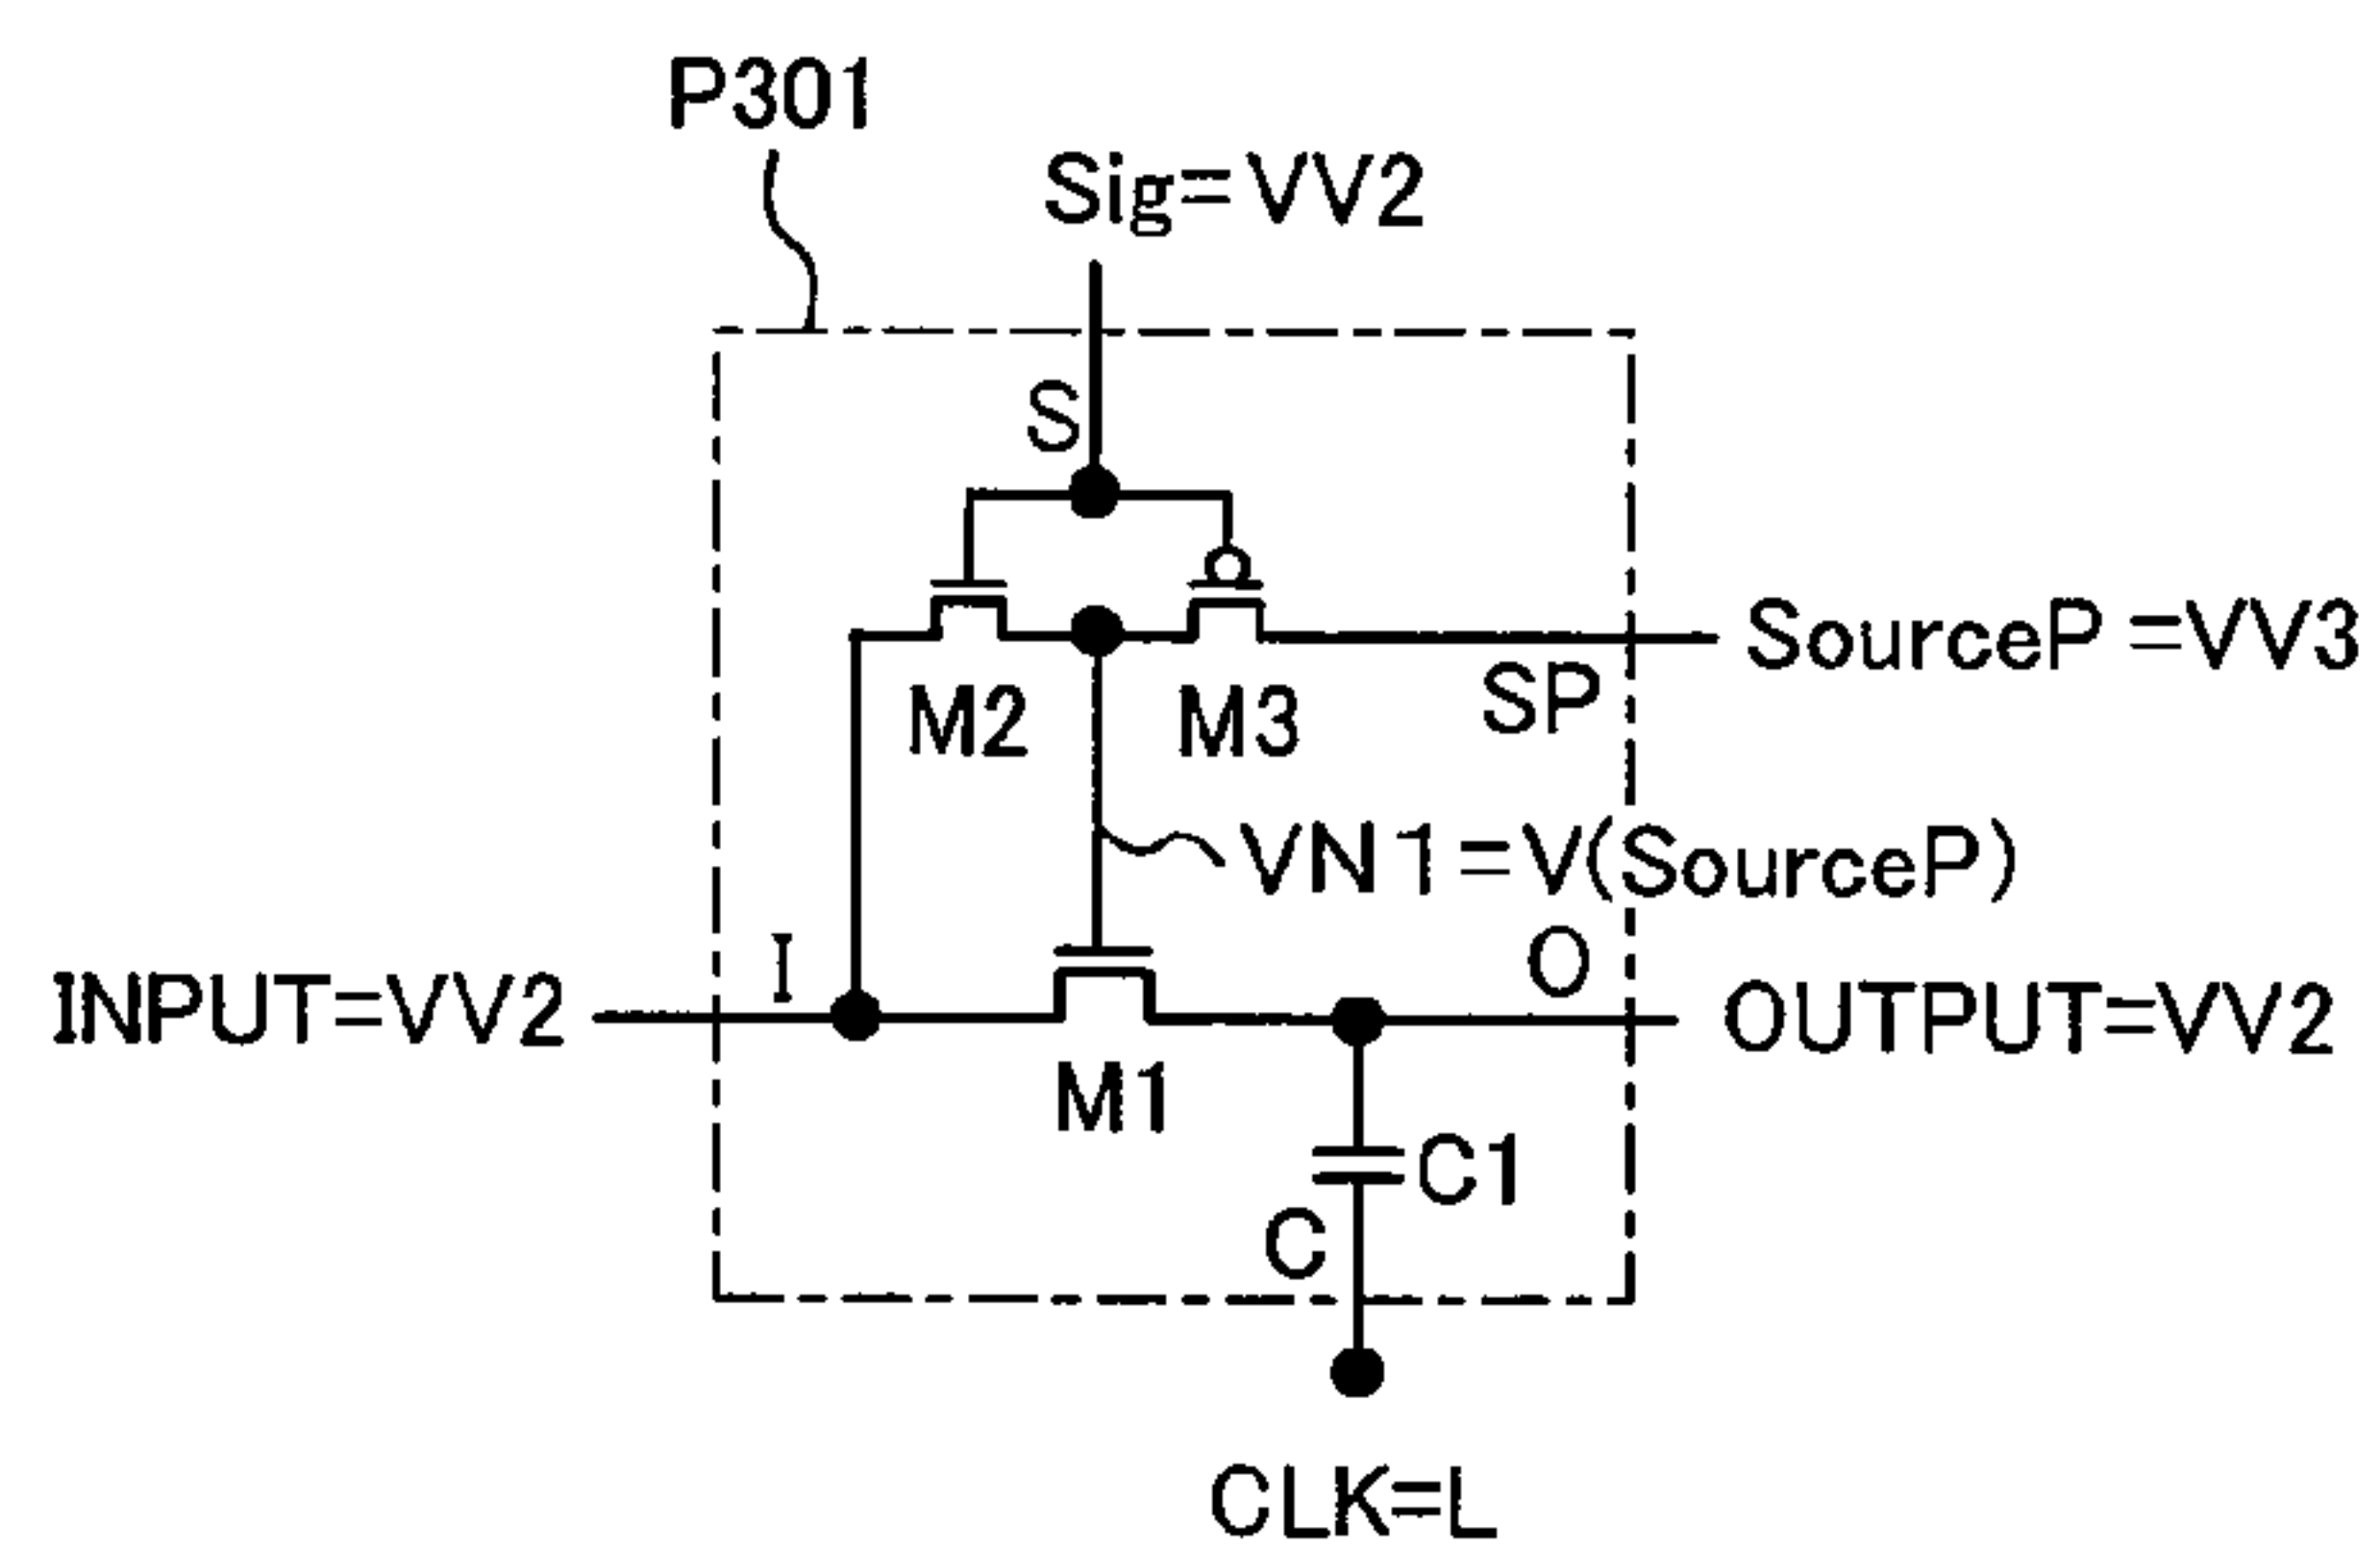 P301
Sig=VV2
S
M2
M3
SP
SourceP =VV3
VN1=V(SourceP)
I
O
INPUT=VV2
OUTPUT=VV2
M1
C1
C
CLK=L